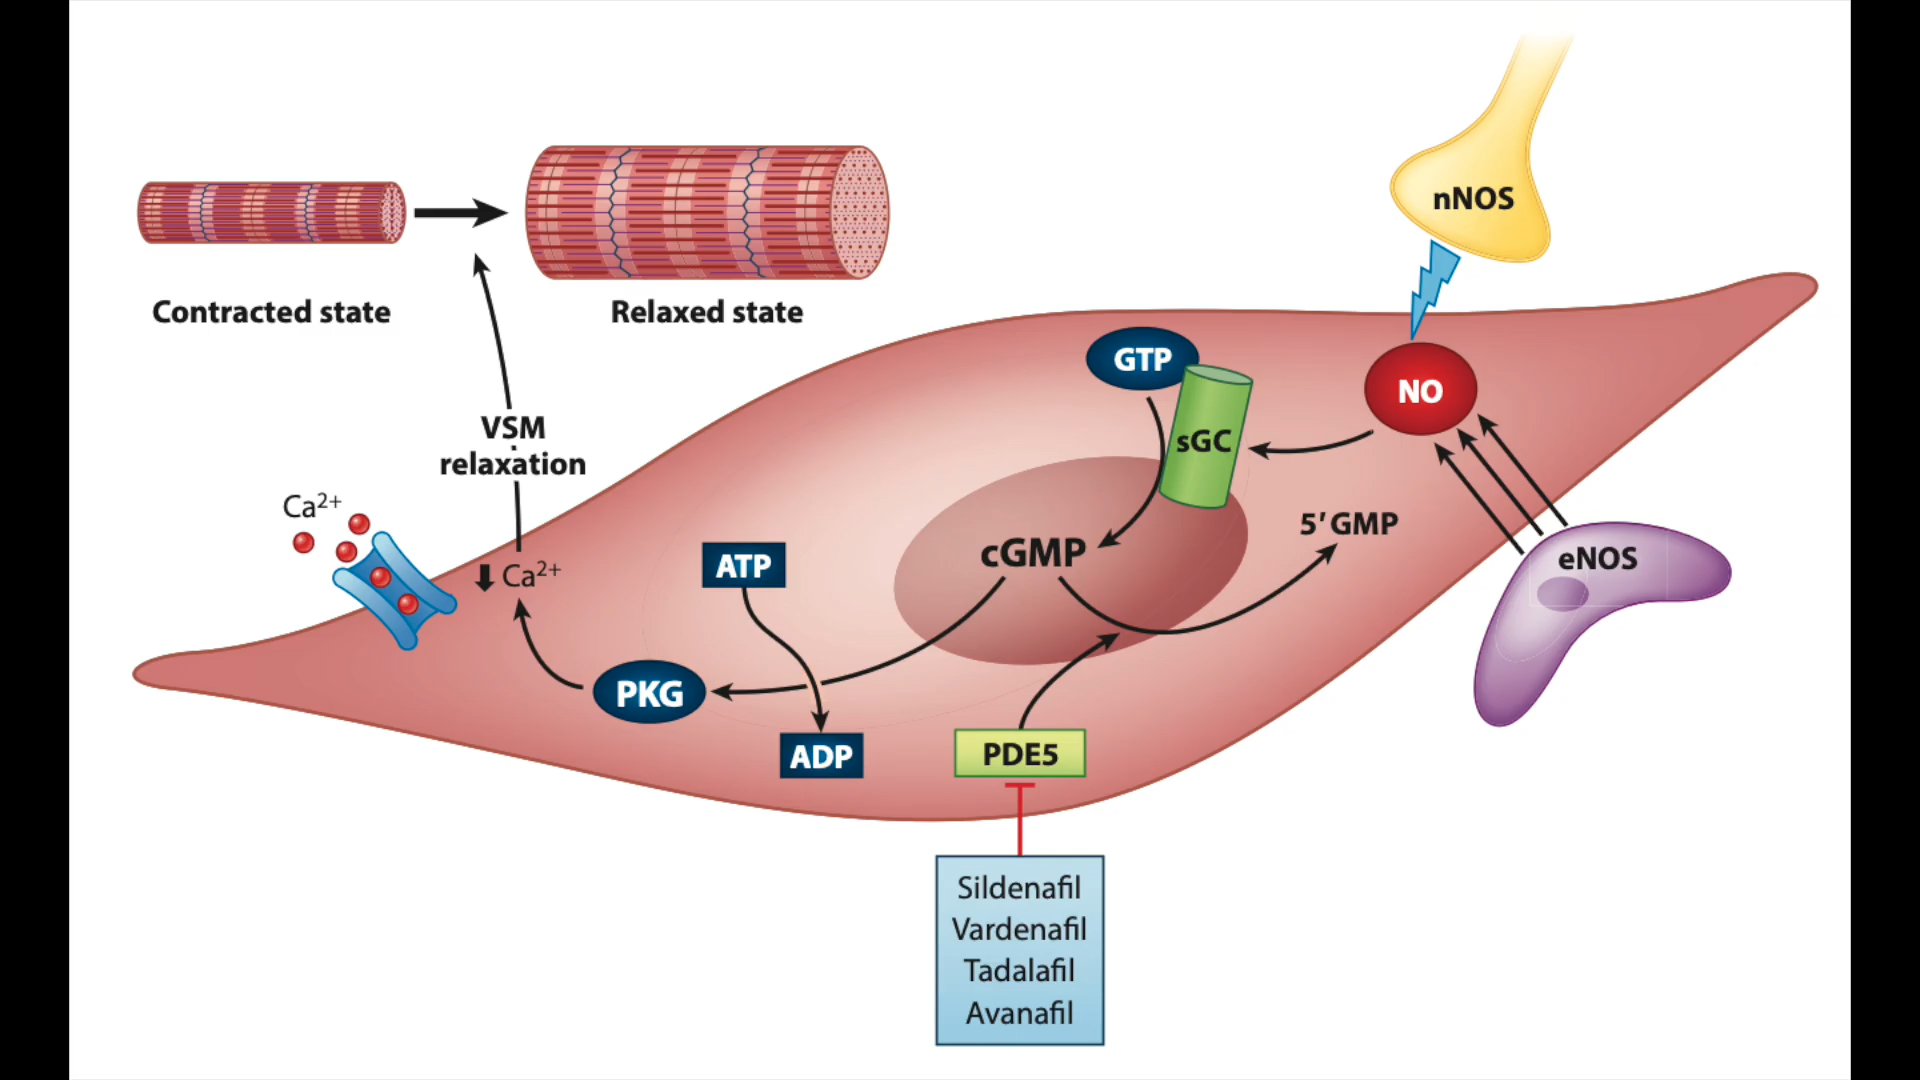 nNOS
Contracted state
Relaxed state
GTP
NO
sGC
VSM
relaxation
Ca²⁺
5′ GMP
cGMP
eNOS
ATP
⬇ Ca²⁺
PKG
ADP
PDE5
Sildenafil
Vardenafil
Tadalafil
Avanafil